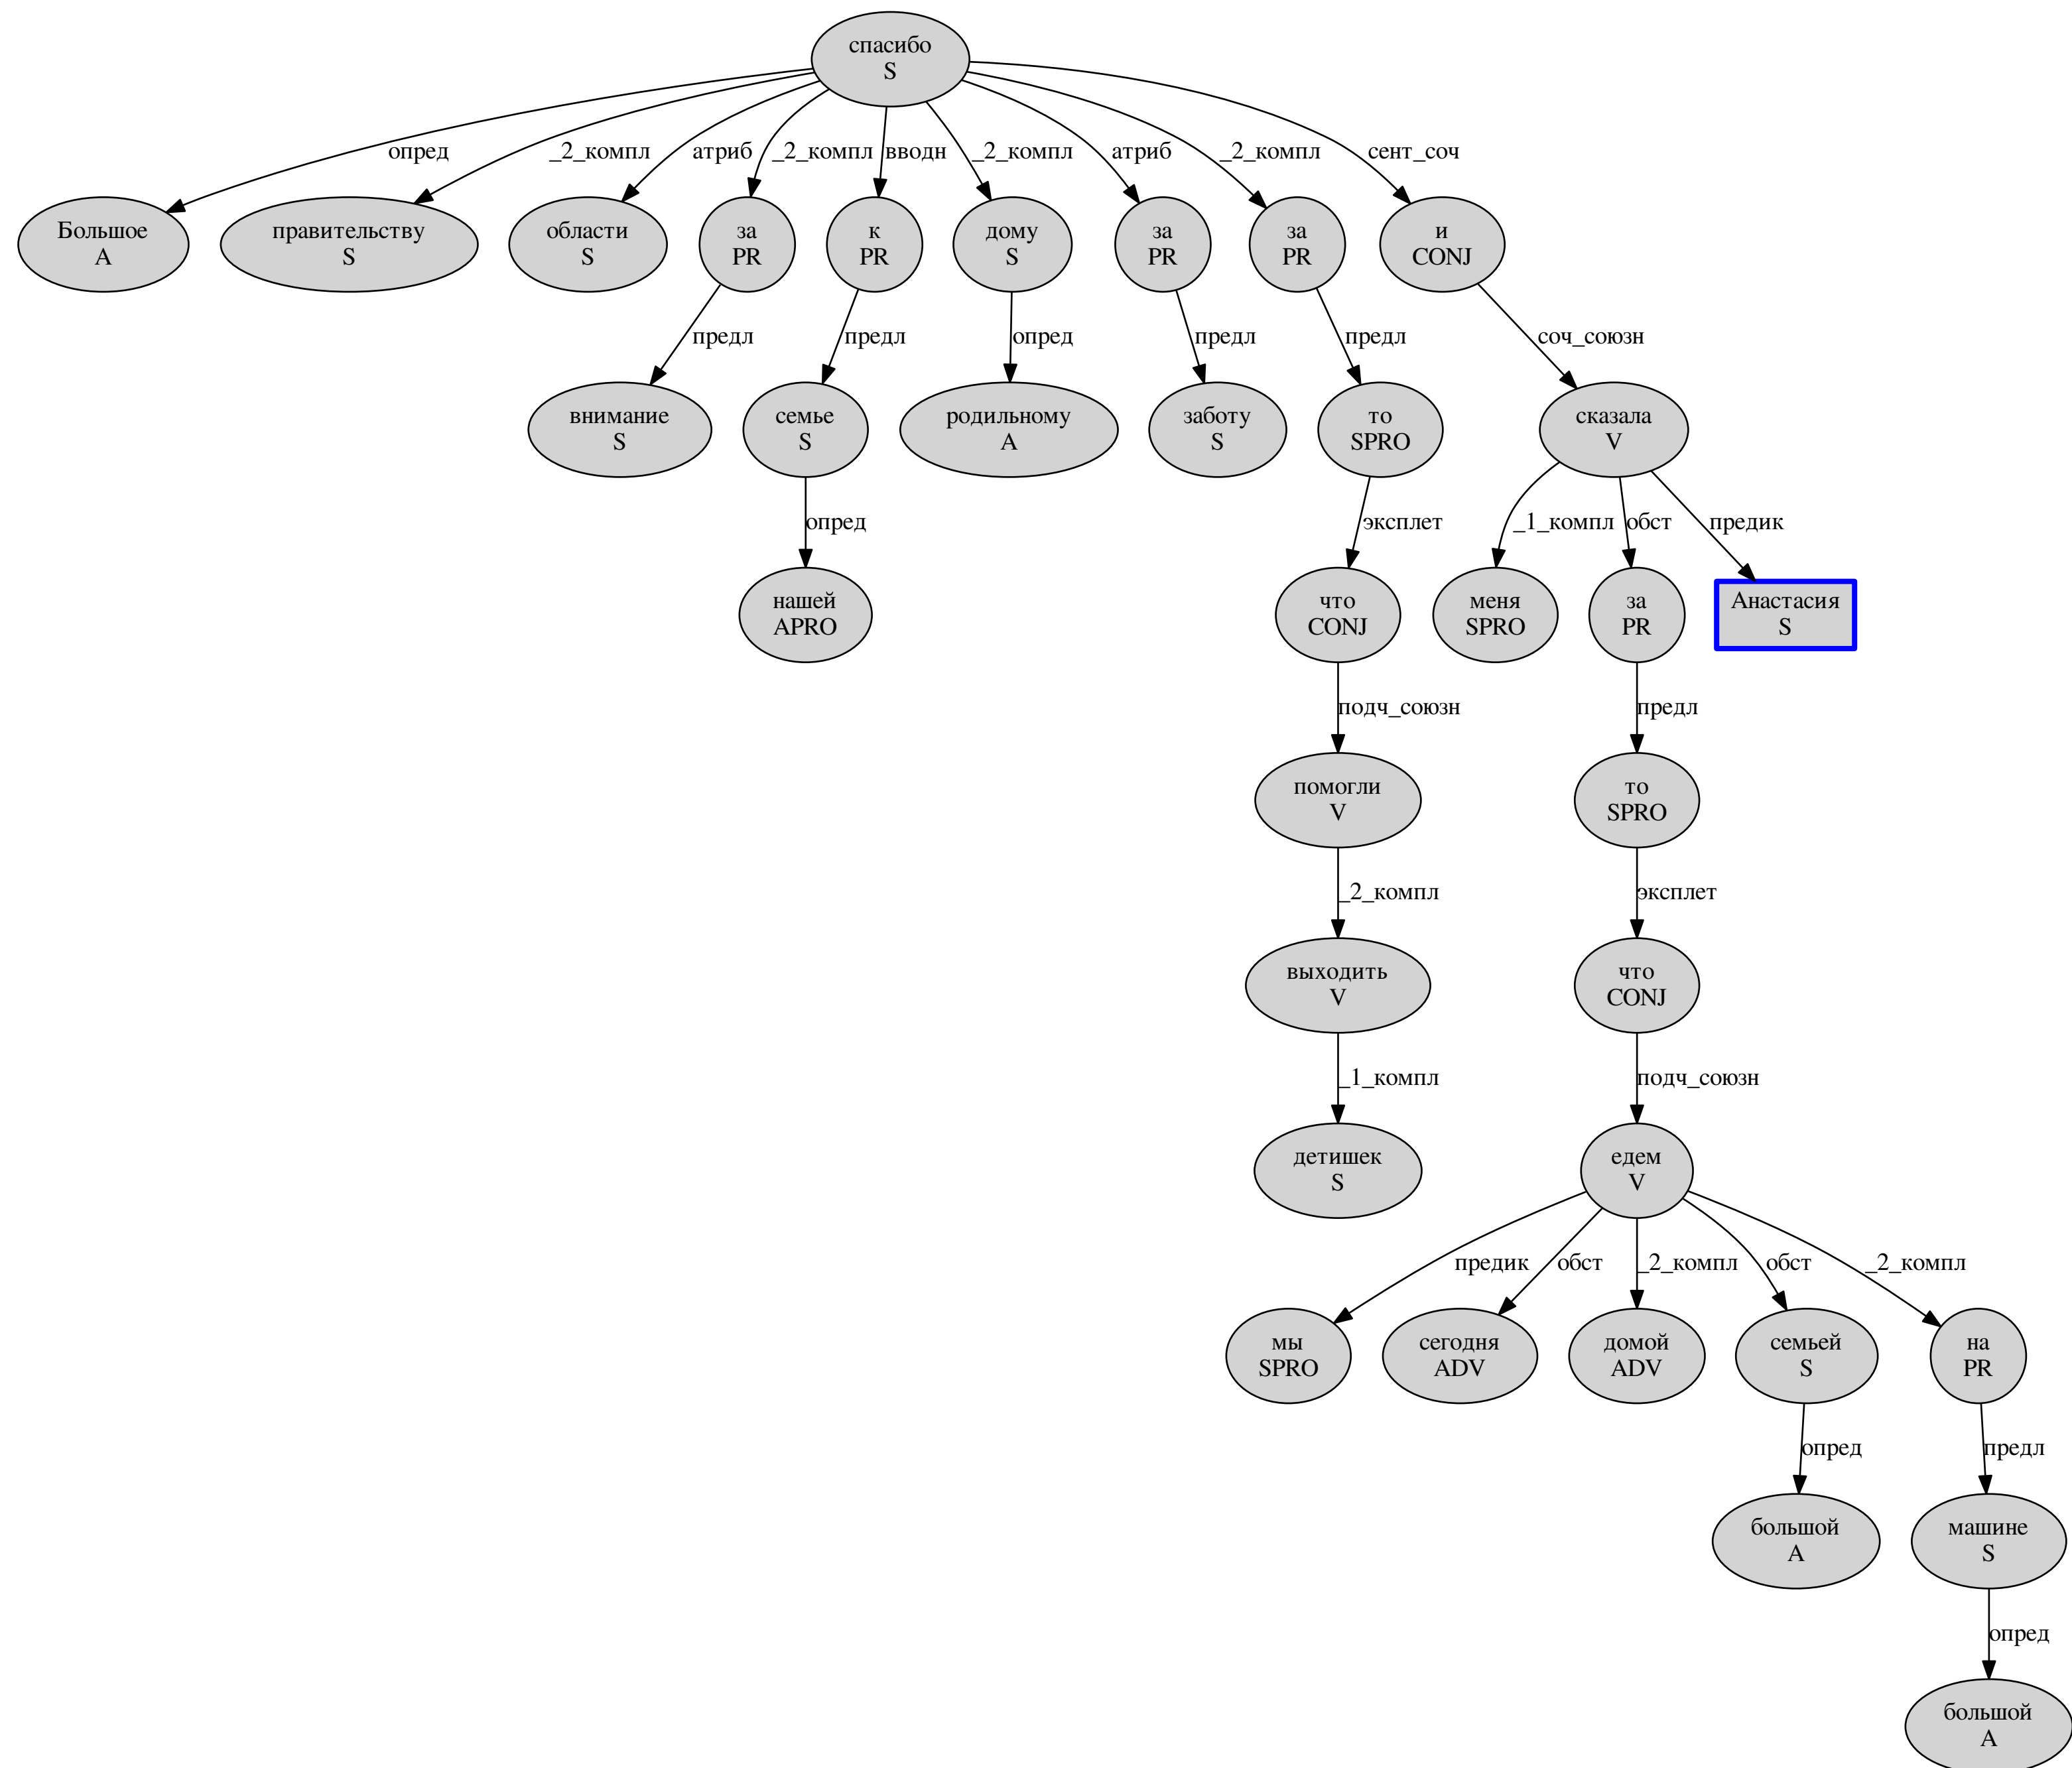 спасибо
S
опред
_2_компл
атриб
_2_компл
вводн
_2_компл
атриб
_2_компл
сент_соч
Большое
A
правительству
S
области
S
за
PR
к
PR
дому
S
за
PR
за
PR
и
CONJ
предл
предл
опред
предл
предл
соч_союзн
внимание
S
семье
S
родильному
A
заботу
S
то
SPRO
сказала
V
опред
эксплет
_1_компл
обст
предик
нашей
APRO
что
CONJ
меня
SPRO
за
PR
Анастасия
S
подч_союзн
предл
помогли
V
то
SPRO
_2_компл
эксплет
выходить
V
что
CONJ
_1_компл
подч_союзн
детишек
S
едем
V
предик
обст
_2_компл
обст
_2_компл
мы
SPRO
сегодня
ADV
домой
ADV
семьей
S
на
PR
опред
предл
большой
A
машине
S
опред
большой
A